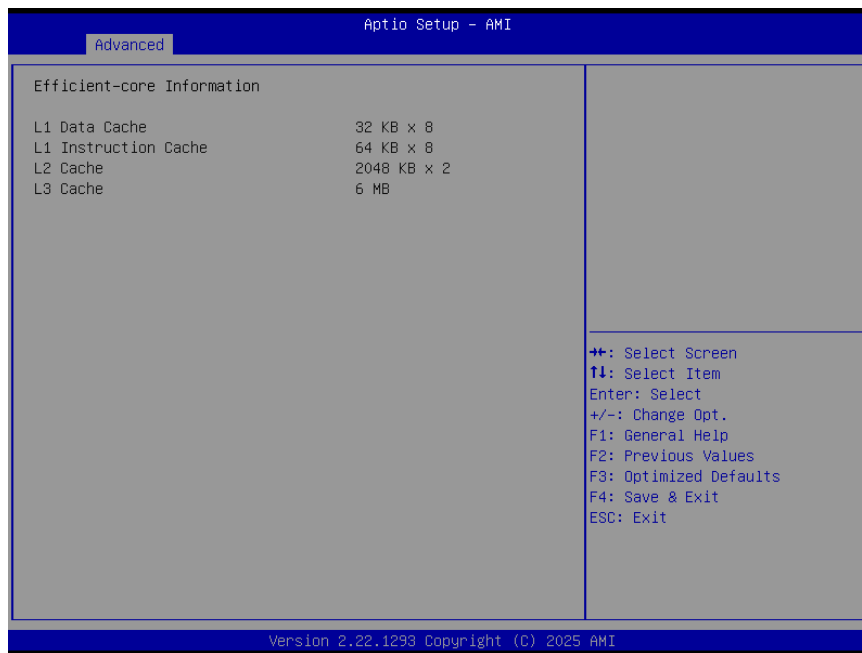 Aptio Setup – AMI
Advanced
Efficient-core Information
L1 Data Cache 32 KB x 8
L1 Instruction Cache 64 KB x 8
L2 Cache 2048 KB x 2
L3 Cache 6 MB
→←: Select Screen
↑↓: Select Item
Enter: Select
+/-: Change Opt.
F1: General Help
F2: Previous Values
F3: Optimized Defaults
F4: Save & Exit
ESC: Exit
Version 2.22.1293 Copyright (C) 2025 AMI